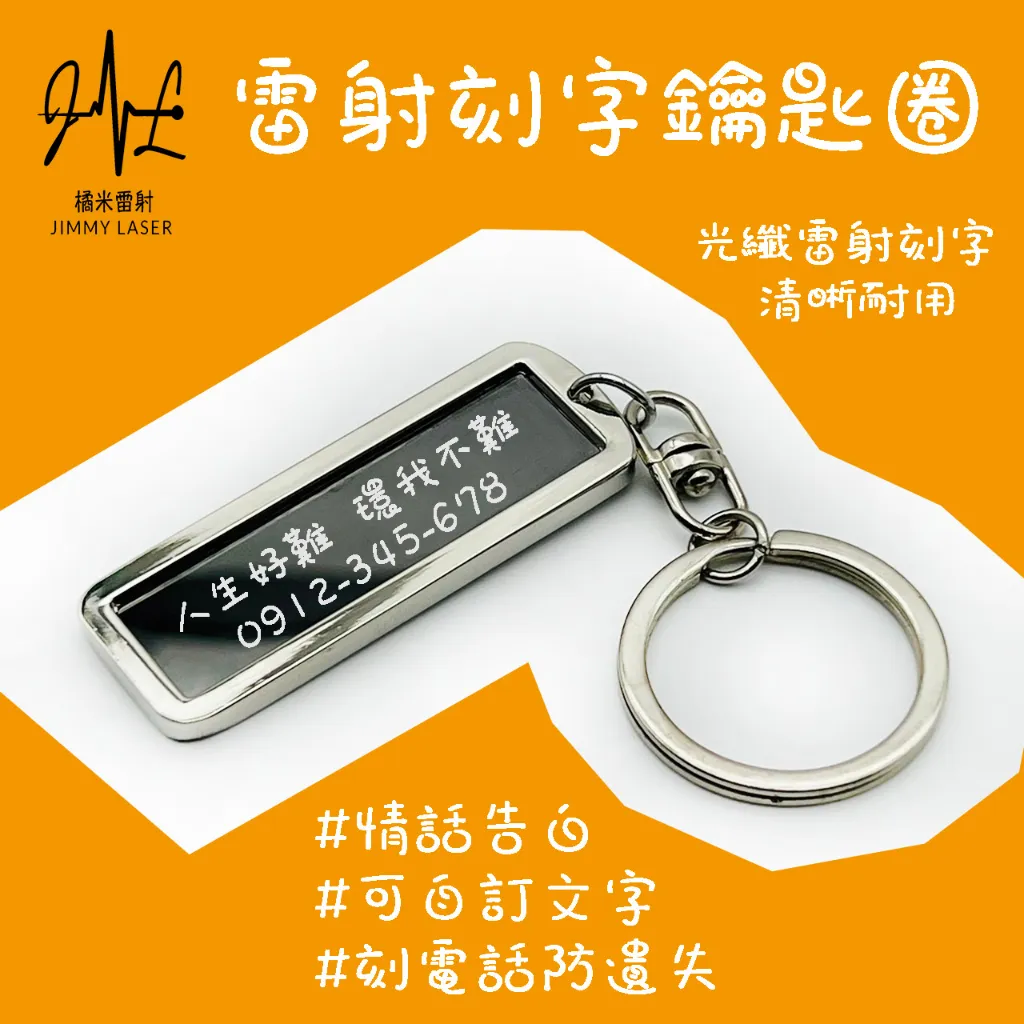 橘米雷射
JIMMY LASER
雷射刻字鑰匙圈
光纖雷射刻字
清晰耐用
人生好難 環我不難
0912-345-678
#情話告白
#可自訂文字
#刻電話防遺失